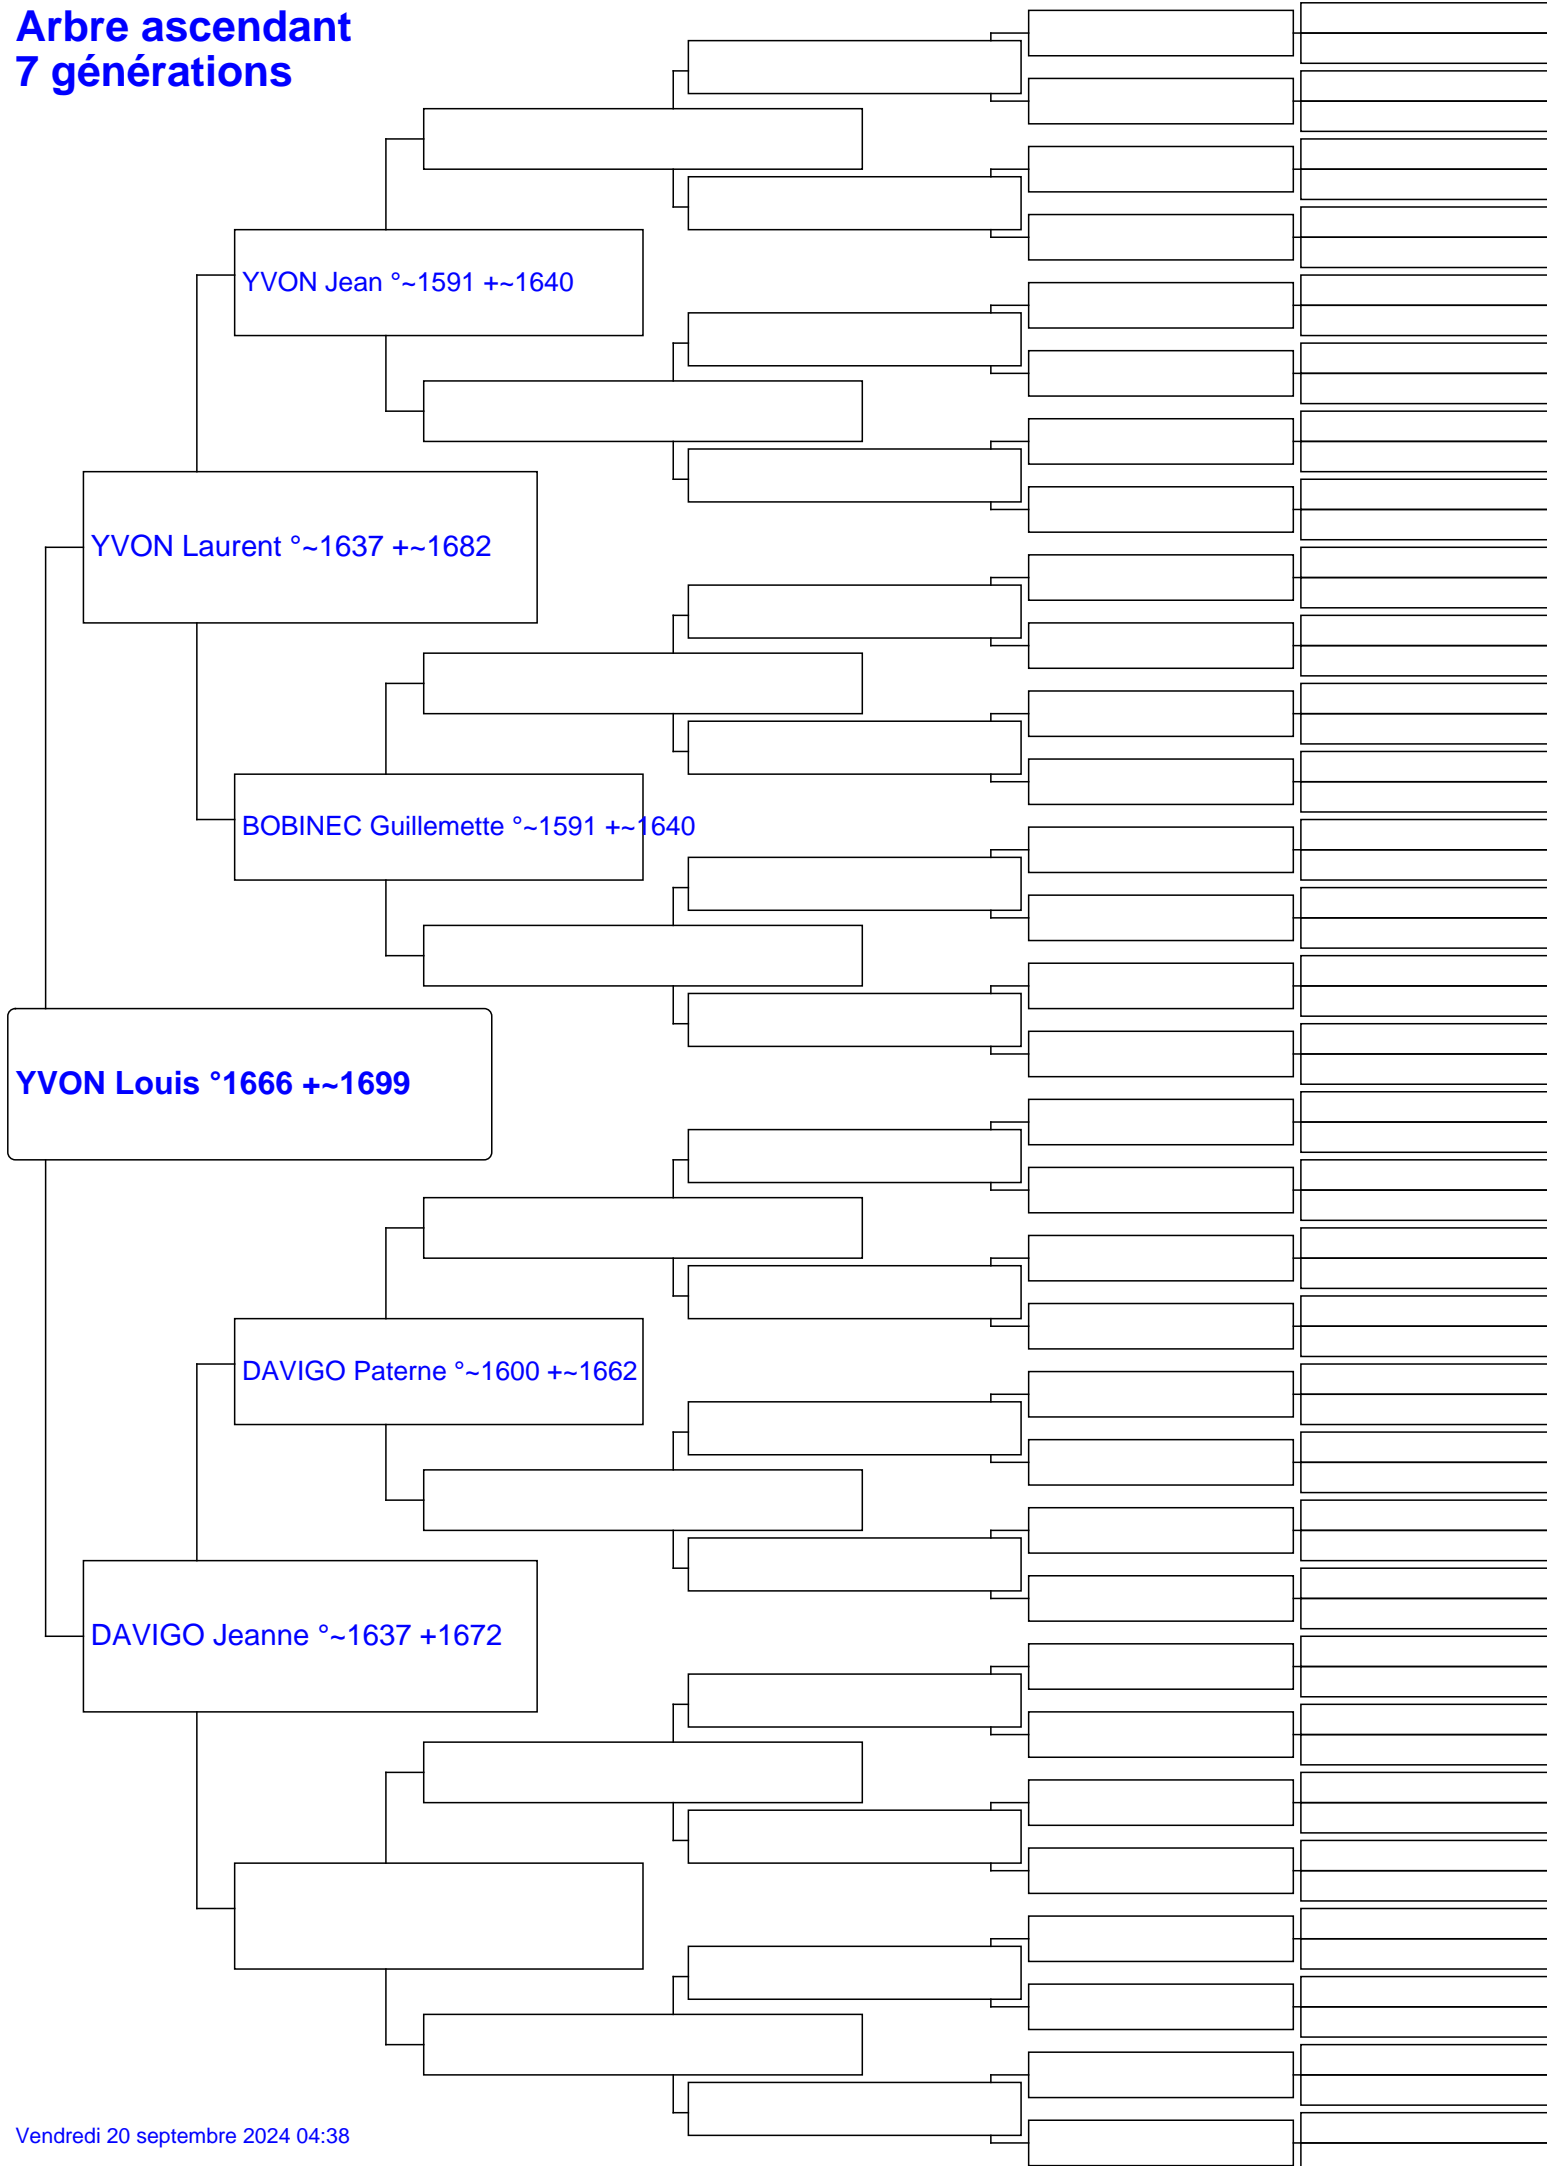 Arbre ascendant
7 générations
YVON Jean °~1591 +~1640
YVON Laurent °~1637 +~1682
BOBINEC Guillemette °~1591 +~1640
YVON Louis °1666 +~1699
DAVIGO Paterne °~1600 +~1662
DAVIGO Jeanne °~1637 +1672
Vendredi 20 septembre 2024 04:38